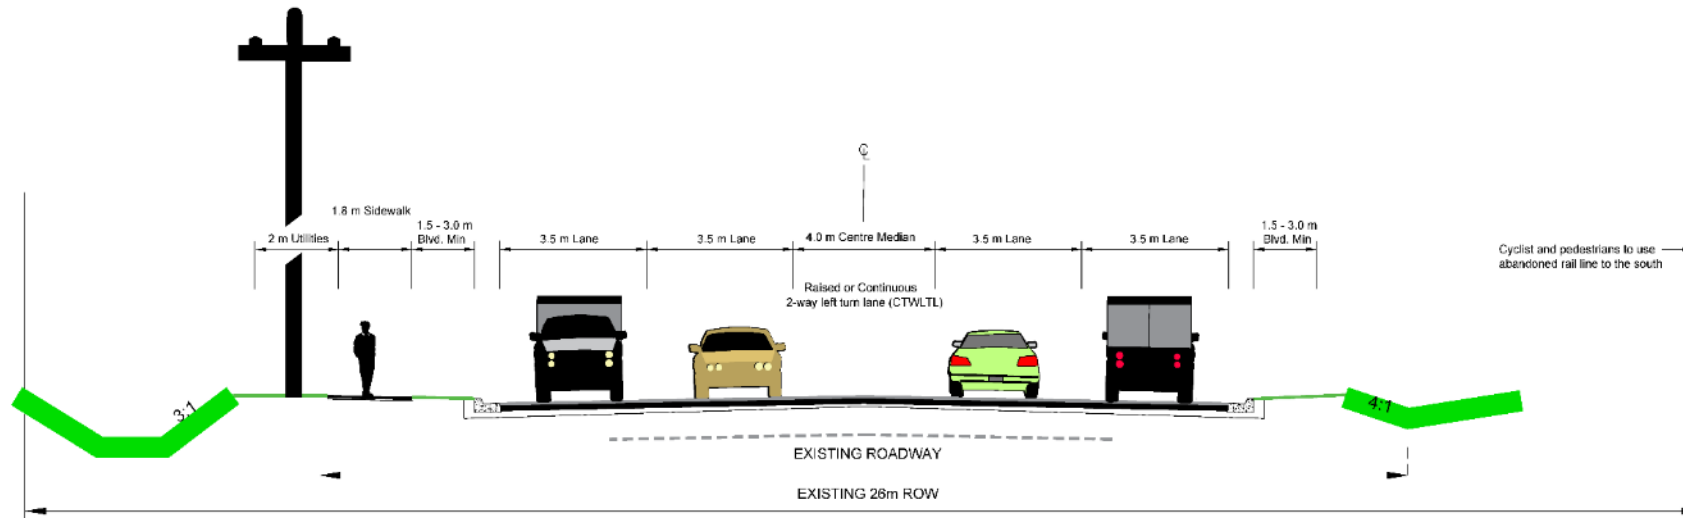 ℄
1.8 m Sidewalk
2 m Utilities
1.5 - 3.0 m
Blvd. Min
3.5 m Lane
3.5 m Lane
4.0 m Centre Median
3.5 m Lane
3.5 m Lane
1.5 - 3.0 m
Blvd. Min
Cyclist and pedestrians to use
abandoned rail line to the south
Raised or Continuous
2-way left turn lane (CTWLTL)
3:1
4:1
EXISTING ROADWAY
EXISTING 26m ROW